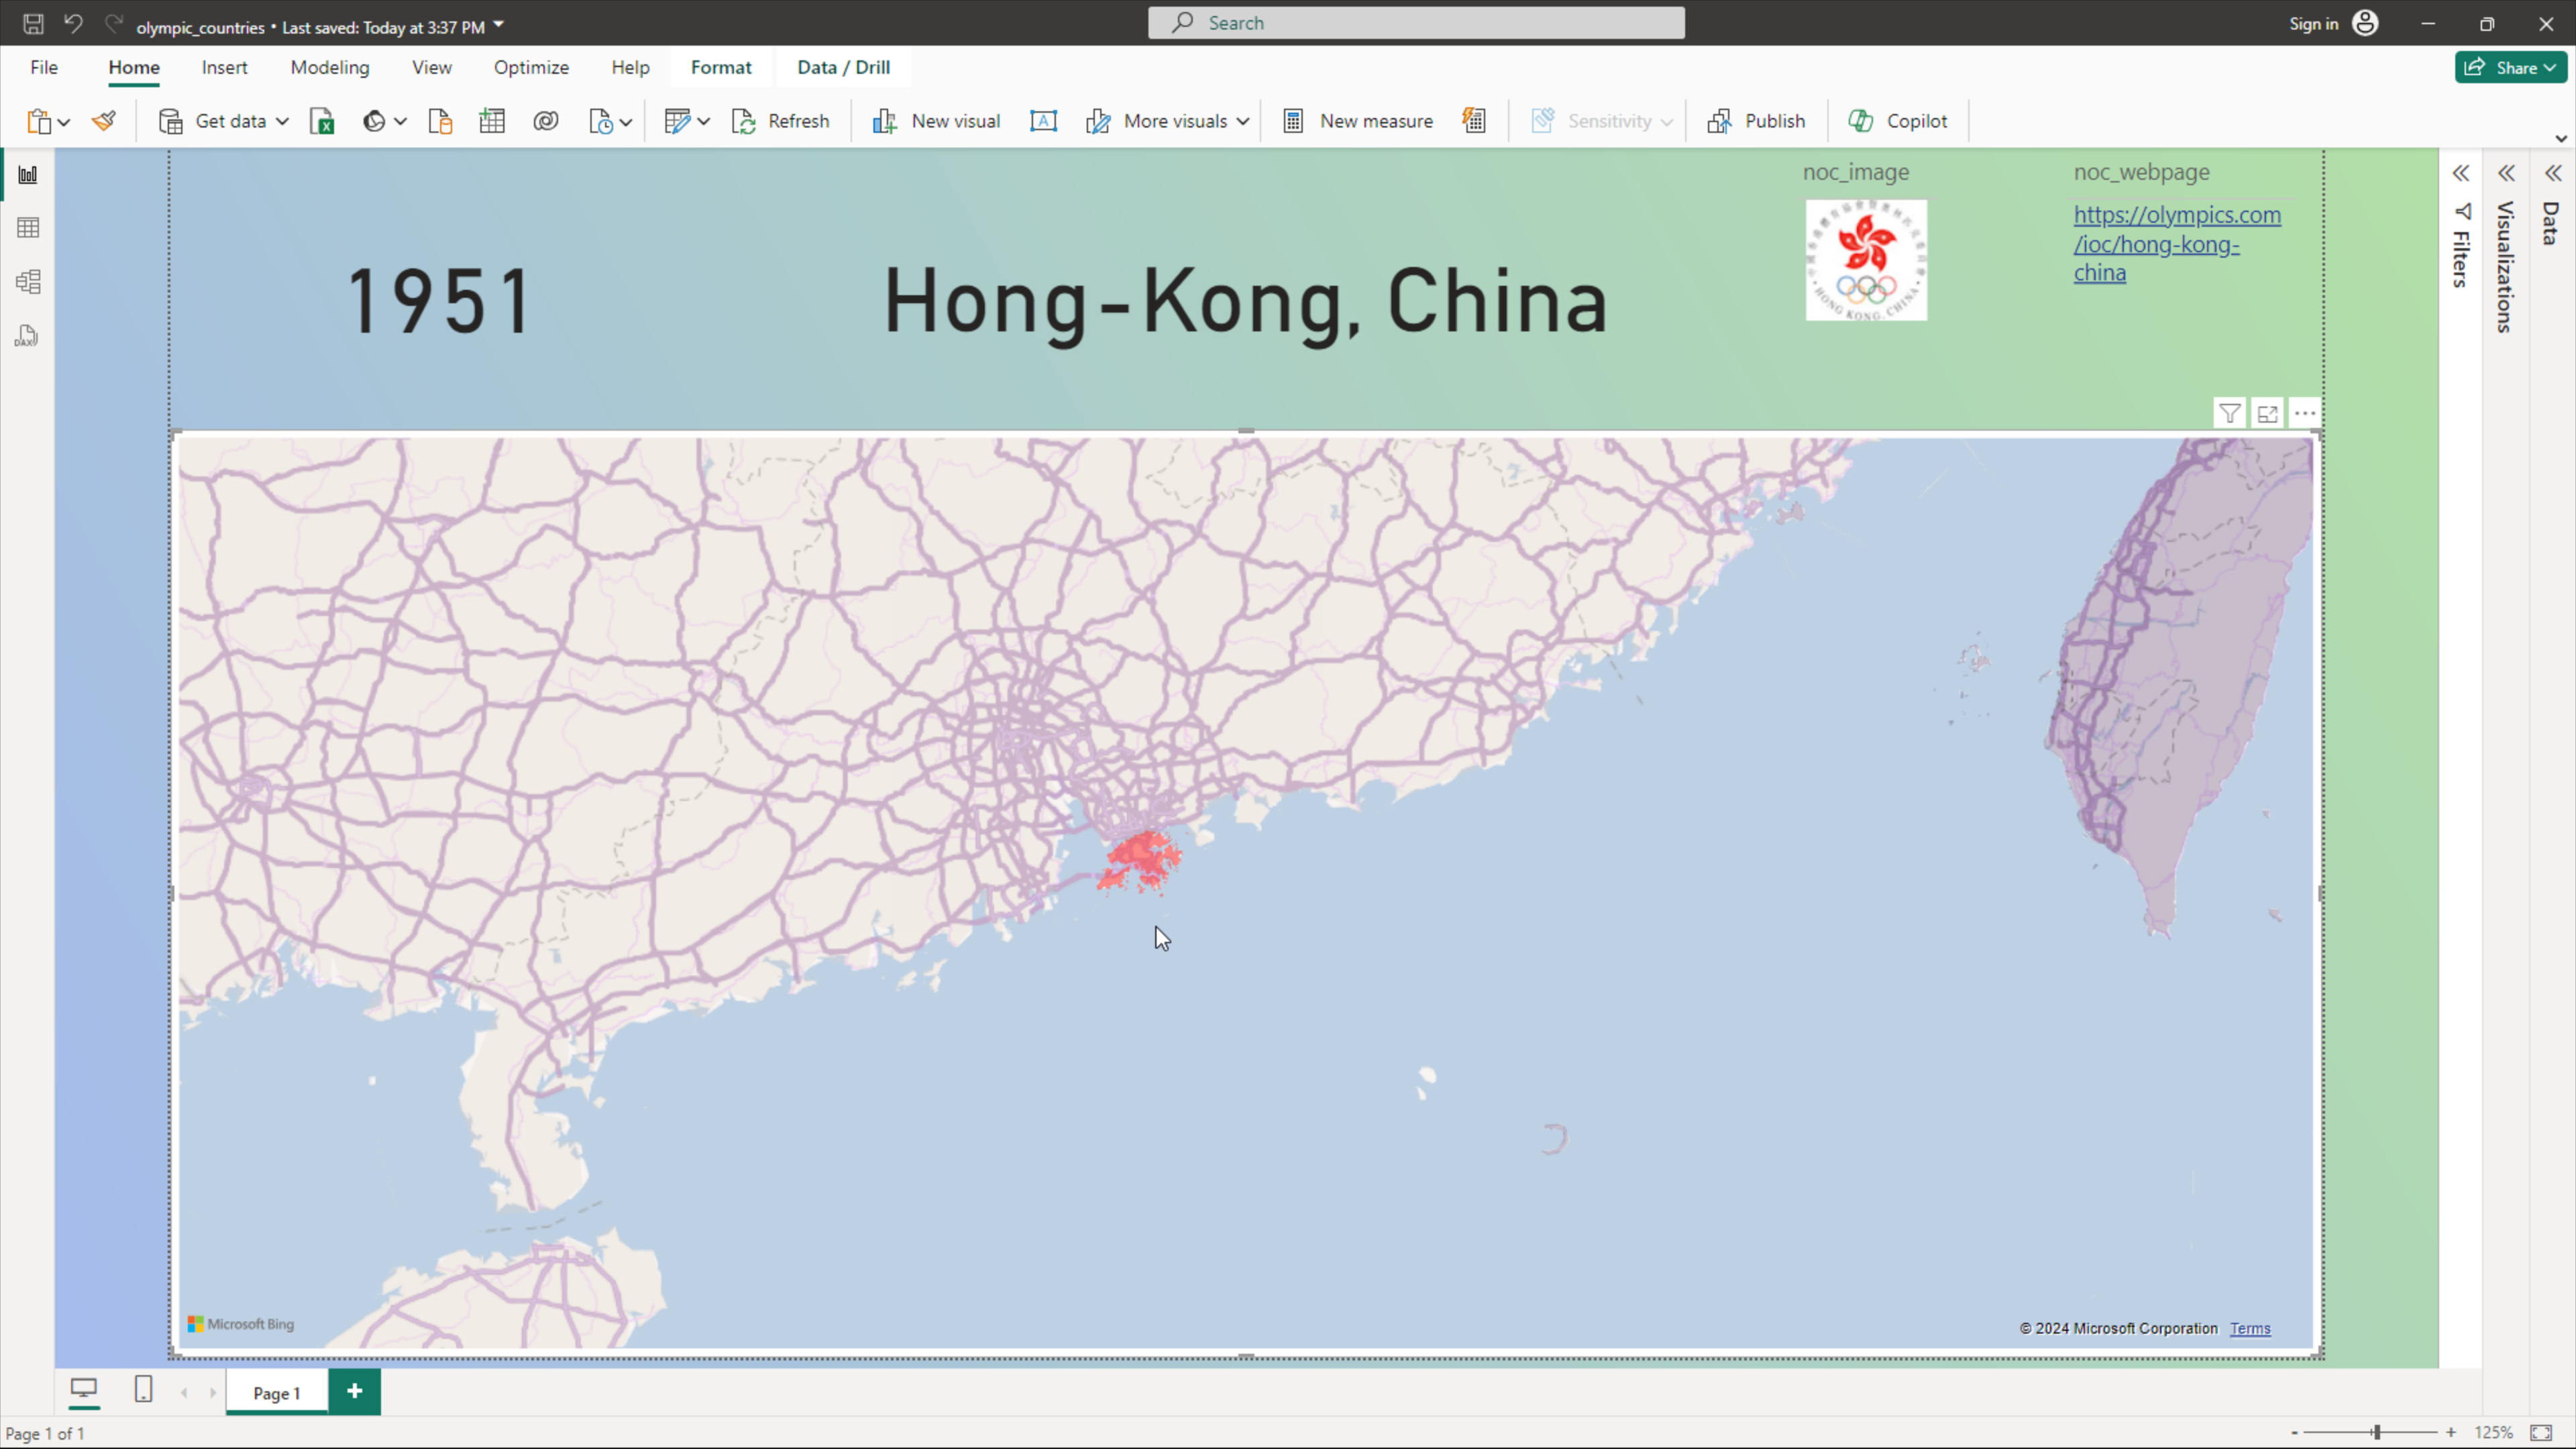 olympic_countries • Last saved: Today at 3:37 PM
Search
Sign in
File Home Insert Modeling View Optimize Help Format Data / Drill
Share
Get data
Refresh
New visual
More visuals
New measure
Sensitivity
Publish
Copilot
DAX
1951
Hong-Kong, China
noc_image
HONG KONG, CHINA
noc_webpage
https://olympics.com
/ioc/hong-kong-
china
Filters
Visualizations
Data
Microsoft Bing
© 2024 Microsoft Corporation Terms
Page 1
Page 1 of 1
- + 125%